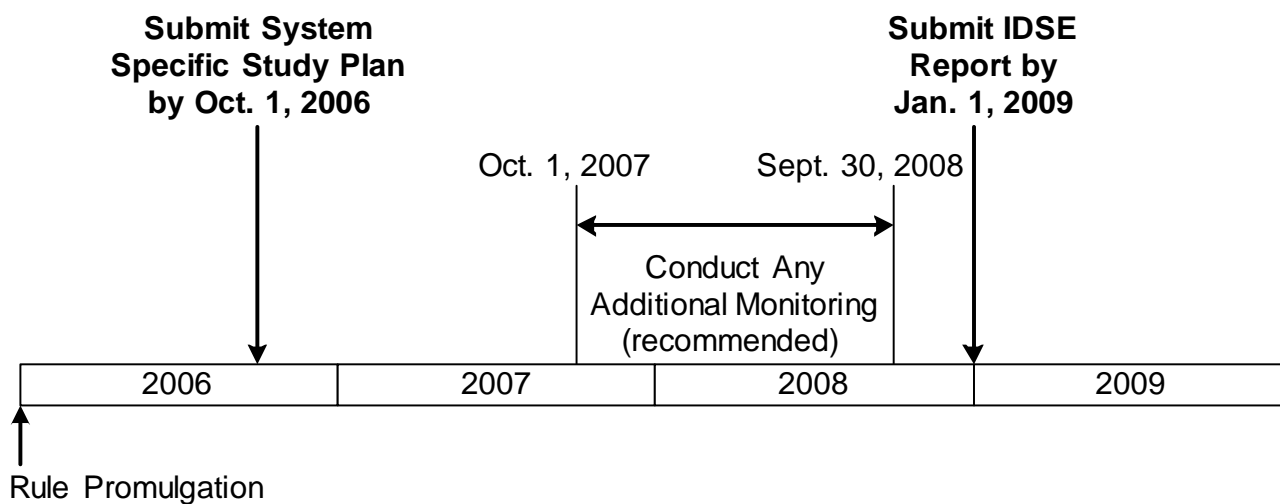 Submit System
Specific Study Plan
by Oct. 1, 2006
Submit IDSE
Report by
Jan. 1, 2009
Oct. 1, 2007
Sept. 30, 2008
Conduct Any
Additional Monitoring
(recommended)
2006
2007
2008
2009
Rule Promulgation